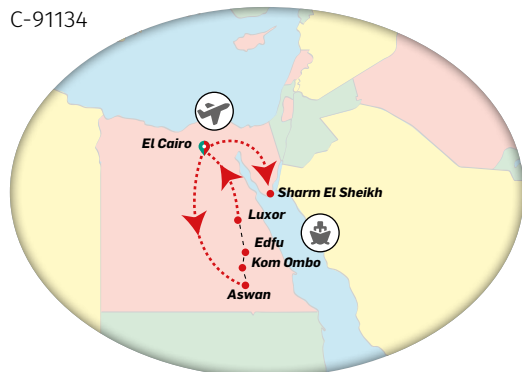 C-91134
El Cairo
Sharm El Sheikh
Luxor
Edfu
Kom Ombo
Aswan